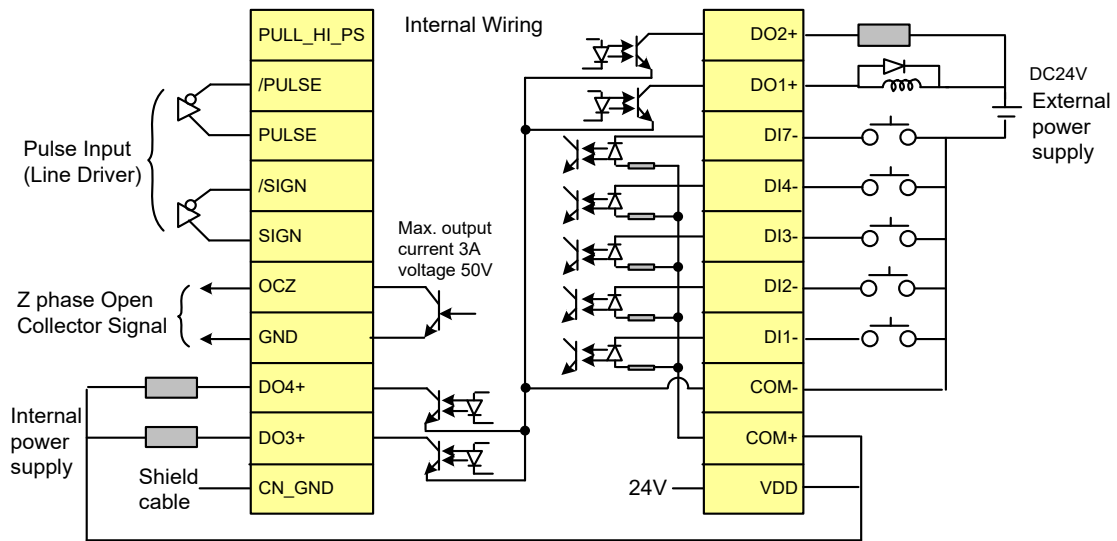 Internal Wiring
PULL_HI_PS
/PULSE
PULSE
/SIGN
SIGN
OCZ
GND
DO4+
DO3+
CN_GND
Pulse Input
(Line Driver)
Z phase Open
Collector Signal
Internal
power
supply
Shield
cable
Max. output
current 3A
voltage 50V
DO2+
DO1+
DI7-
DI4-
DI3-
DI2-
DI1-
COM-
COM+
VDD
24V
DC24V
External
power
supply